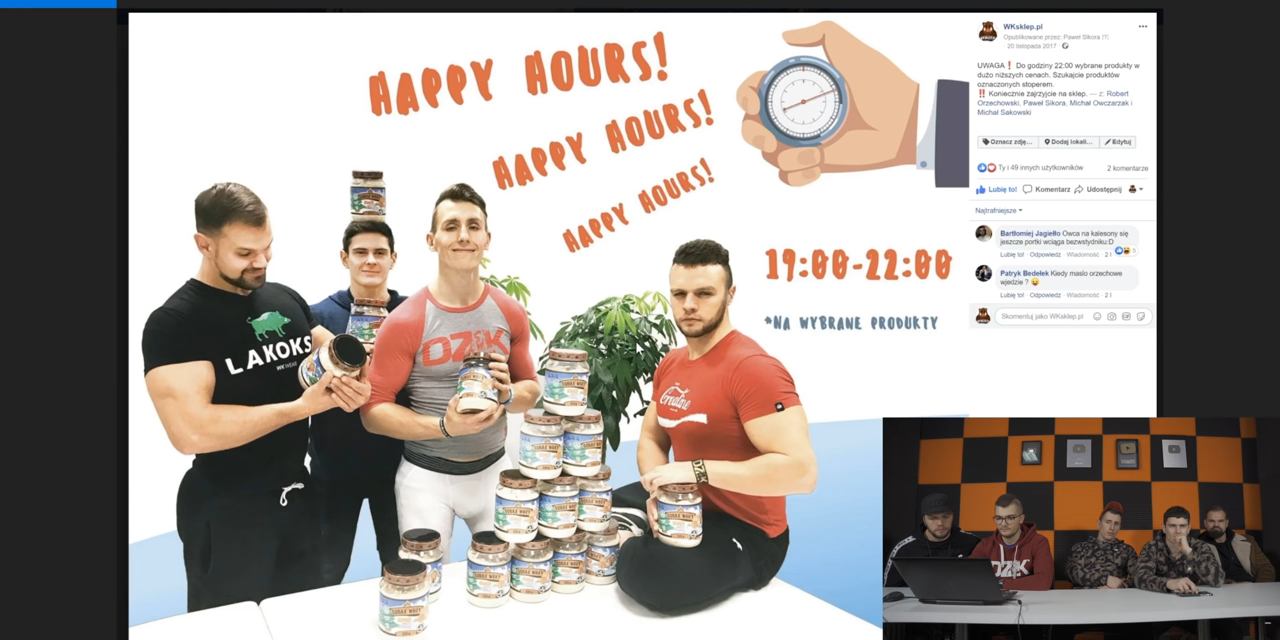 HAPPY HOURS!
HAPPY HOURS!
HAPPY HOURS!
19:00-22:00
*NA WYBRANE PRODUKTY
LAKOKS
WK WEAR
DZIK
Creatine
DZIK
WKsklep.pl
Opublikowane przez: Paweł Sikora
20 listopada 2017
UWAGA❗ Do godziny 22:00 wybrane produkty w
dużo niższych cenach. Szukajcie produktów
oznaczonych stoperem.
‼ Koniecznie zajrzyjcie na sklep. — z: Robert
Orzechowski, Paweł Sikora, Michał Owczarzak i
Michał Sakowski
Oznacz zdję... Dodaj lokali... Edytuj
Ty i 49 innych użytkowników 2 komentarze
Lubię to! Komentarz Udostępnij
Najtrafniejsze
Bartłomiej Jagiełło Owca na kalesony się
jeszcze portki wciąga bezwstydniku:D
5
Lubię to! · Odpowiedz · Wiadomość · 2 l
Patryk Bedełek Kiedy masło orzechowe
wjedzie ?
Lubię to! · Odpowiedz · Wiadomość · 2 l
Skomentuj jako WKsklep.pl